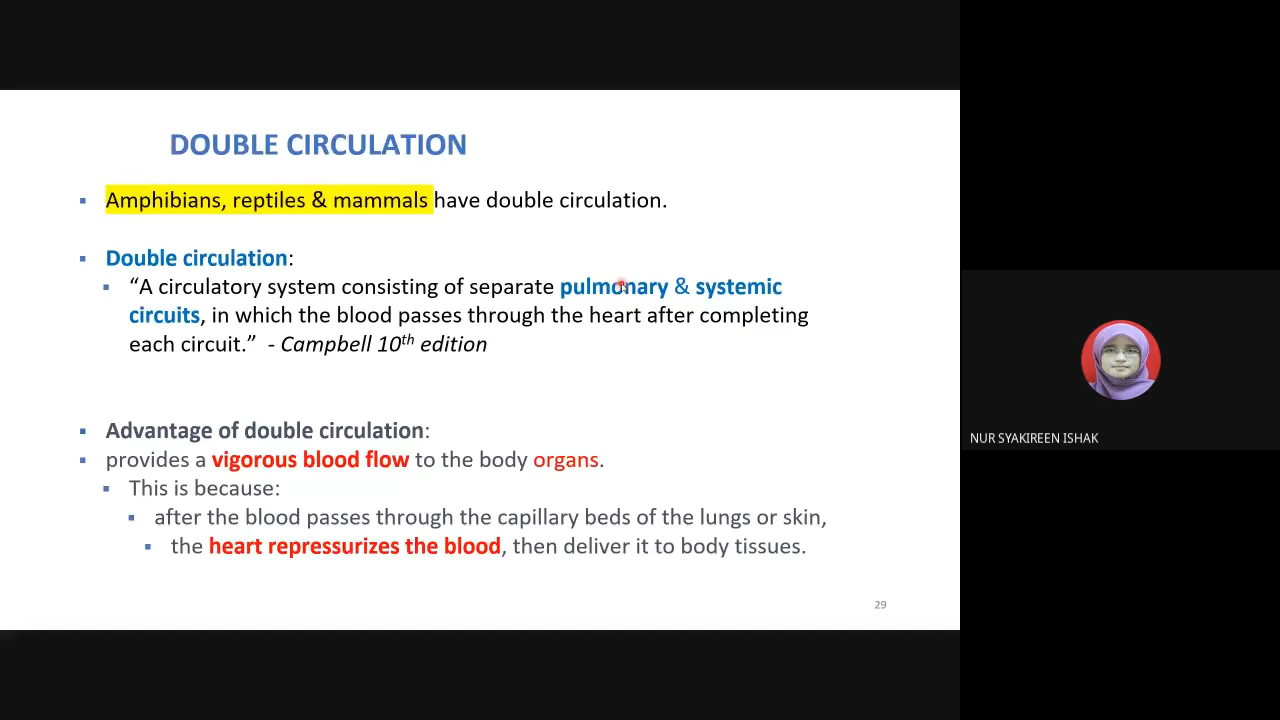 DOUBLE CIRCULATION
▪ Amphibians, reptiles & mammals have double circulation.
▪ Double circulation:
▪ “A circulatory system consisting of separate pulmonary & systemic
circuits, in which the blood passes through the heart after completing
each circuit.” - Campbell 10th edition
▪ Advantage of double circulation:
▪ provides a vigorous blood flow to the body organs.
▪ This is because:
▪ after the blood passes through the capillary beds of the lungs or skin,
▪ the heart repressurizes the blood, then deliver it to body tissues.
29
NUR SYAKIREEN ISHAK